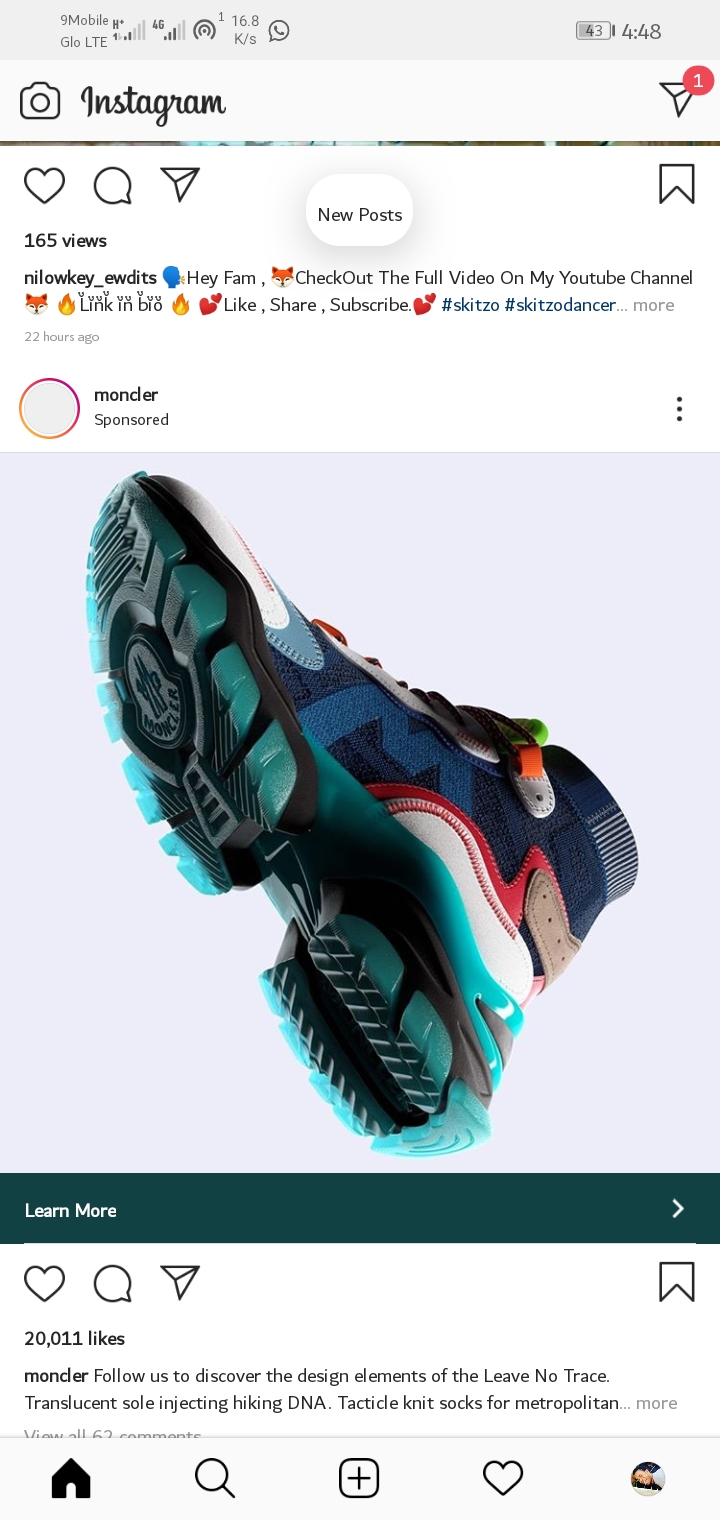 9Mobile H+ 4G 1 16.8 K/s 43 4:48
Glo LTE
Instagram 1
New Posts
165 views
nilowkey_ewdits 🗣️Hey Fam , 🦊CheckOut The Full Video On My Youtube Channel
🦊 🔥L̆̈ĭ̈n̆̈k̆̈ ĭ̈n̆̈ b̆̈ĭ̈ŏ̈ 🔥 💕Like , Share , Subscribe.💕 #skitzo #skitzodancer... more
22 hours ago
moncler
Sponsored
MONCLER
Learn More
20,011 likes
moncler Follow us to discover the design elements of the Leave No Trace.
Translucent sole injecting hiking DNA. Tacticle knit socks for metropolitan... more
View all 62 comments